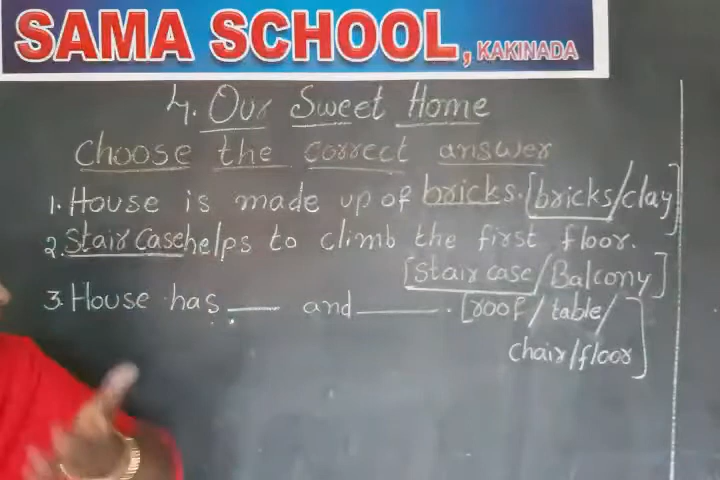 SAMA SCHOOL, KAKINADA
4. Our Sweet Home
Choose the correct answer
1. House is made up of bricks. [bricks/clay]
2. Stair case helps to climb the first floor.
[Stair case/Balcony]
3. House has ___ and ___. [roof/table/
chair/floor]